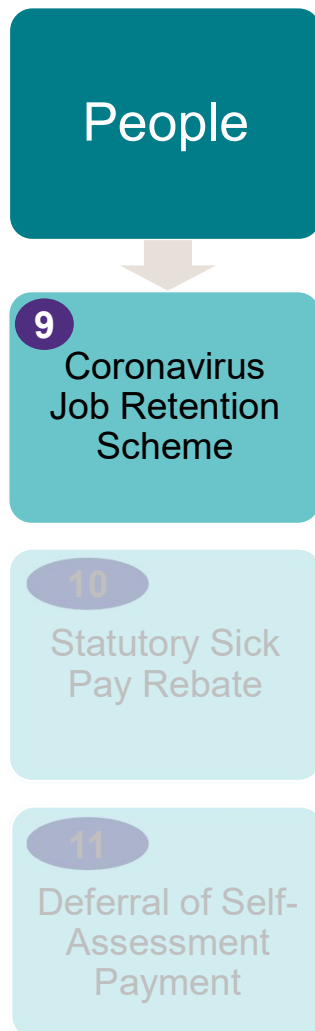 People
9
Coronavirus
Job Retention
Scheme
10
Statutory Sick
Pay Rebate
11
Deferral of Self-
Assessment
Payment